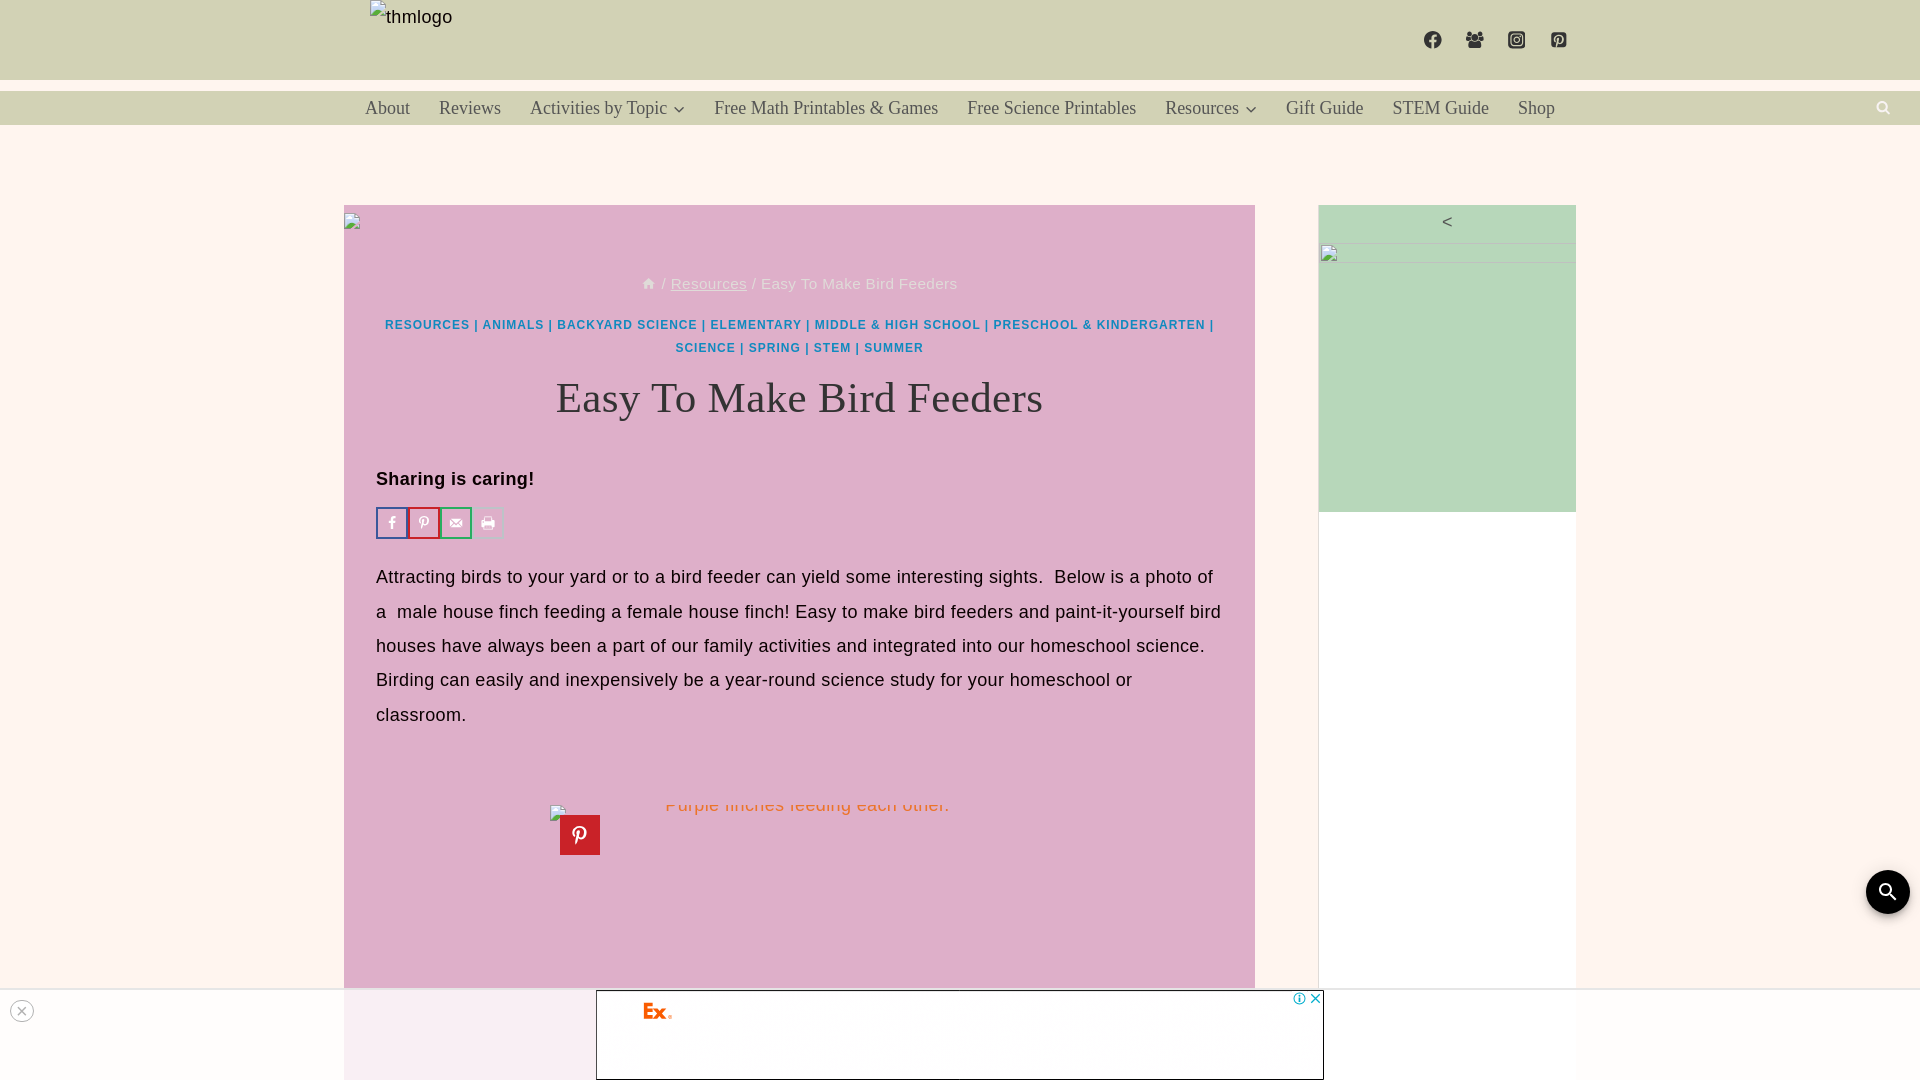 thmlogo
About Reviews Activities by Topic Free Math Printables & Games Free Science Printables Resources Gift Guide STEM Guide Shop
<
/ Resources / Easy To Make Bird Feeders
RESOURCES | ANIMALS | BACKYARD SCIENCE | ELEMENTARY | MIDDLE & HIGH SCHOOL | PRESCHOOL & KINDERGARTEN |
SCIENCE | SPRING | STEM | SUMMER
Easy To Make Bird Feeders
Sharing is caring!
Attracting birds to your yard or to a bird feeder can yield some interesting sights.  Below is a photo of
a  male house finch feeding a female house finch! Easy to make bird feeders and paint-it-yourself bird
houses have always been a part of our family activities and integrated into our homeschool science.
Birding can easily and inexpensively be a year-round science study for your homeschool or
classroom.
Purple finches feeding each other.
Ex.